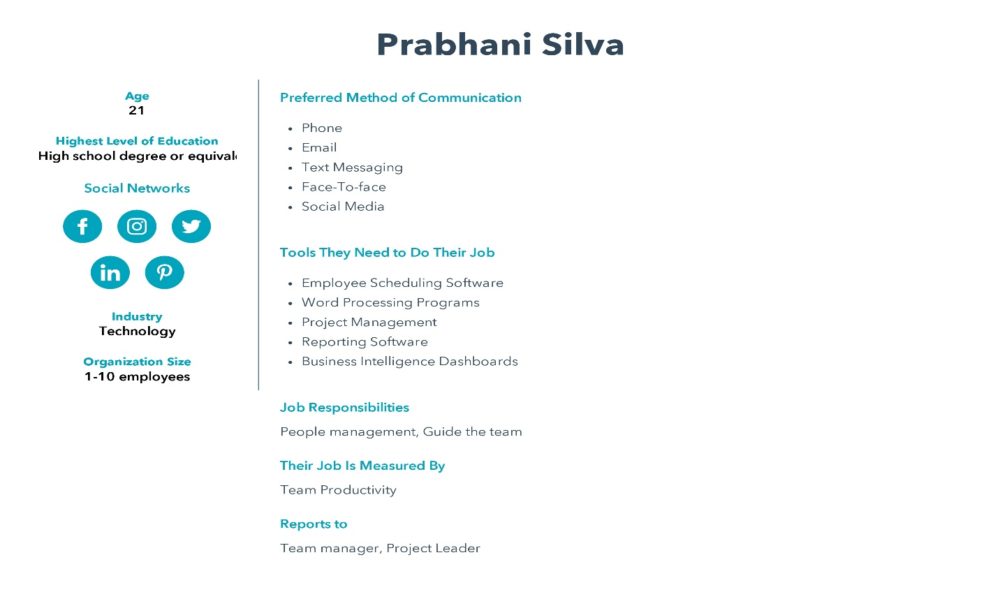 Prabhani Silva
Age
21
Highest Level of Education
High school degree or
Social Networks
Industry
Technology
Organization Size
1-10 employees
Preferred Method of Communication
Phone
Email
Text Messaging
Face-To-face
Social Media
Tools They Need to Do Their Job
Employee Scheduling Software
Word Processing Programs
Project Management
Reporting Software
Business Intelligence Dashboards
Job Responsibilities
People management, Guide the team
Their Job Is Measured By
Team Productivity
Reports to
Team manager, Project Leader